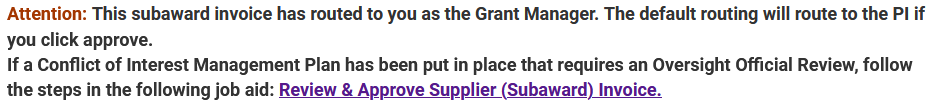 Attention: This subaward invoice has routed to you as the Grant Manager. The default routing will route to the PI if
you click approve.
If a Conflict of Interest Management Plan has been put in place that requires an Oversight Official Review, follow
the steps in the following job aid: Review & Approve Supplier (Subaward) Invoice.